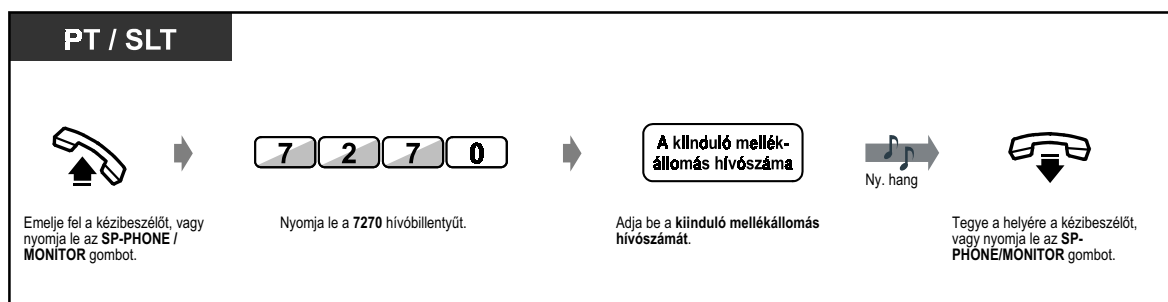 PT / SLT
7 2 7 0
A kiinduló mellék-
állomás hívószáma
Ny. hang
Emelje fel a kézibeszélőt, vagy
nyomja le az SP-PHONE /
MONITOR gombot.
Nyomja le a 7270 hívóbillentyűt.
Adja be a kiinduló mellékállomás
hívószámát.
Tegye a helyére a kézibeszélőt,
vagy nyomja le az SP-
PHONE/MONITOR gombot.